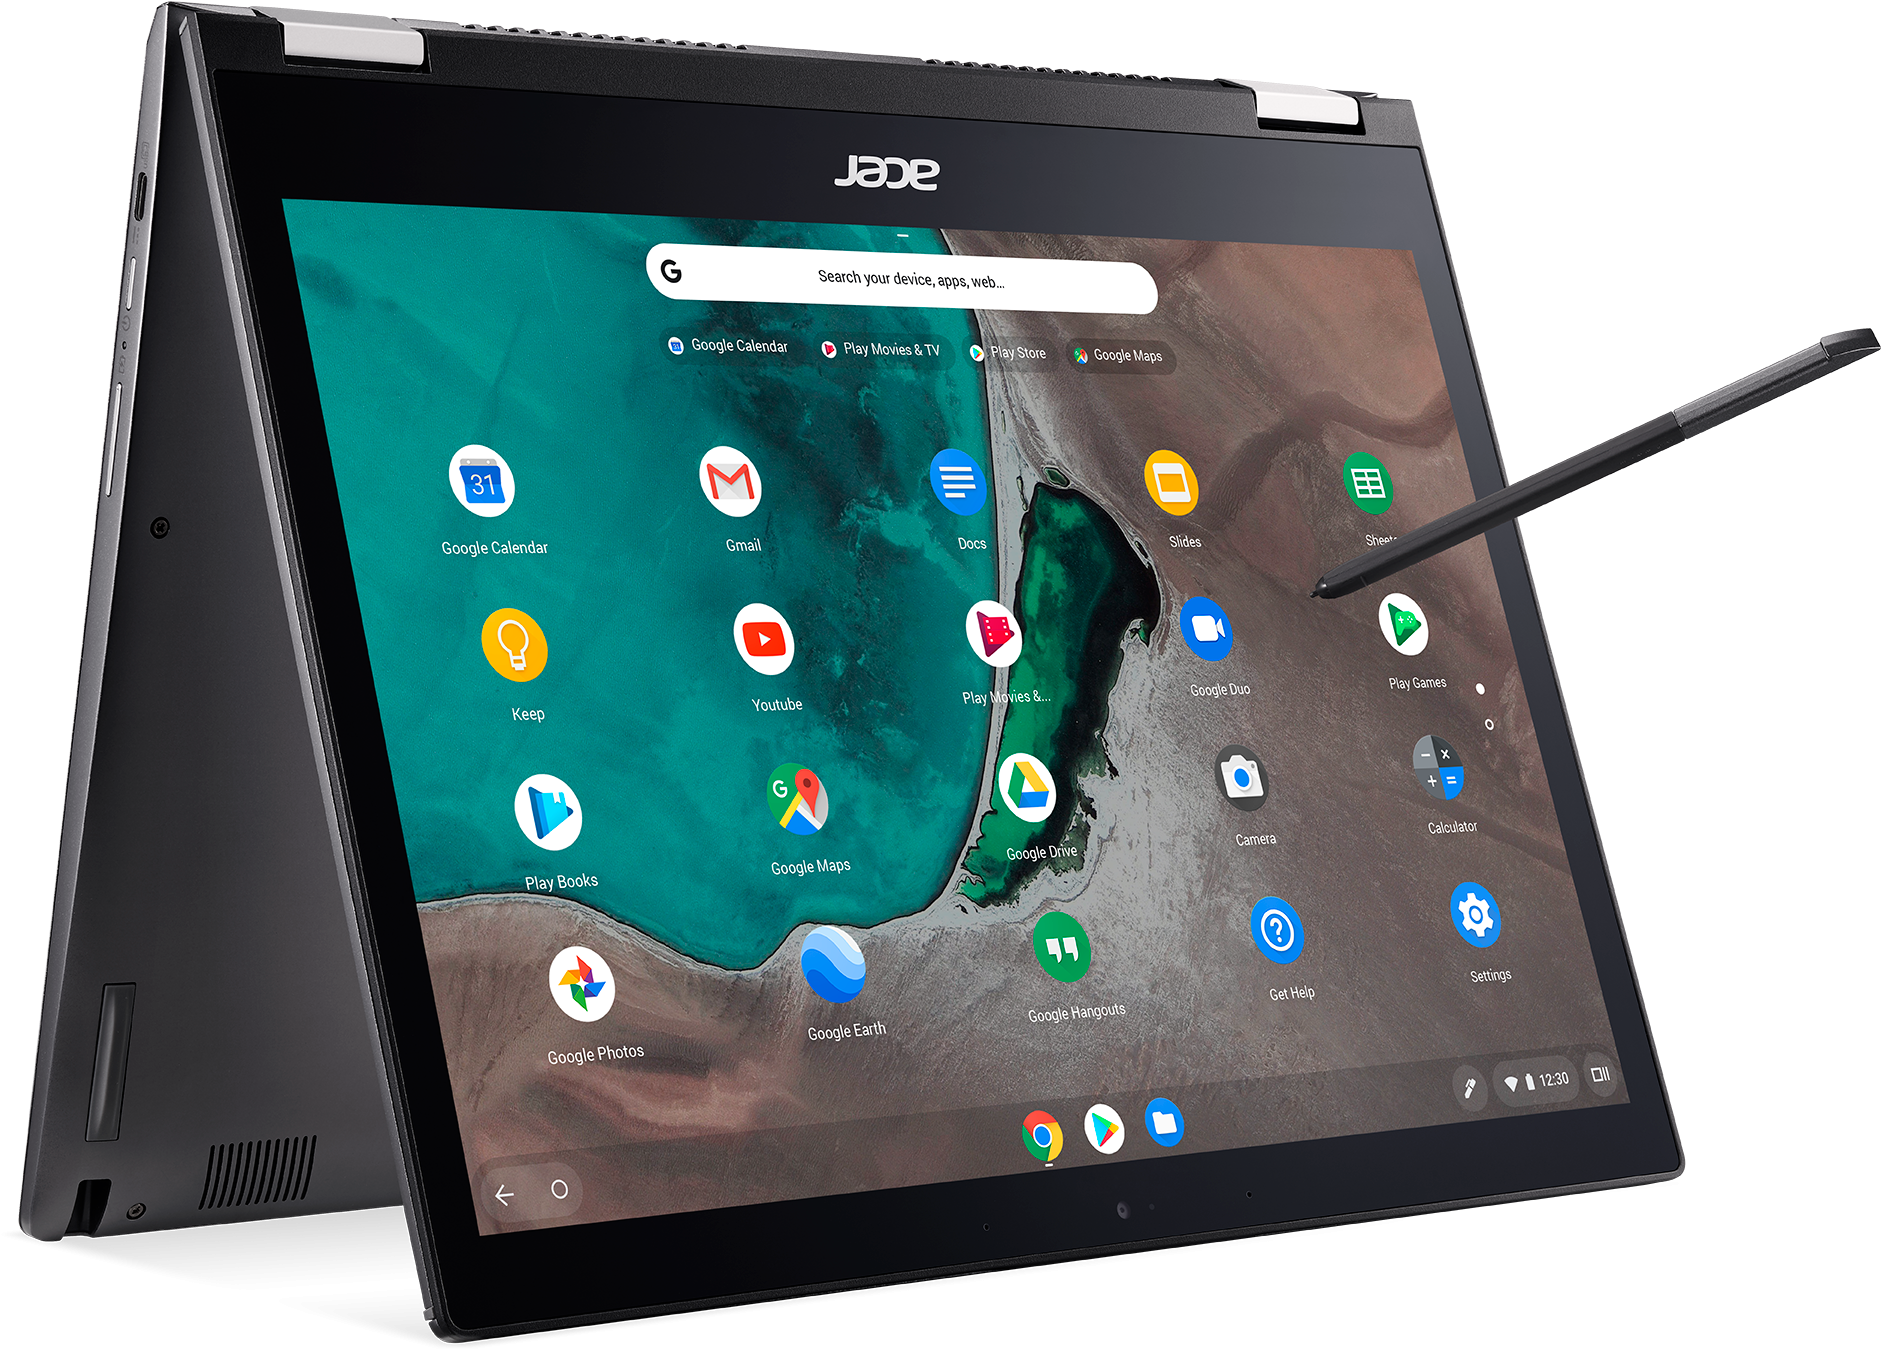 acer
Search your device, apps, web...
Google Calendar Play Movies & TV Play Store Google Maps
31
Google Calendar Gmail Docs Slides Sheets
Keep Youtube Play Movies &... Google Duo Play Games
Play Books Google Maps Google Drive Camera Calculator
Google Photos Google Earth Google Hangouts Get Help Settings
12:30